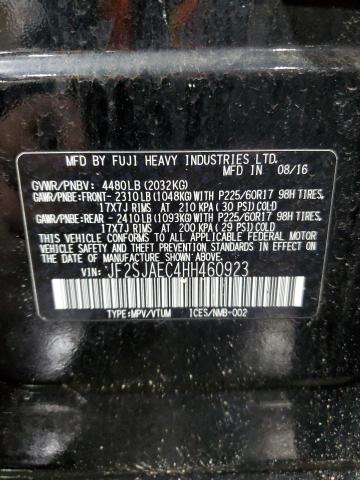 MFD. BY FUJI HEAVY INDUSTRIES LTD.
MFD IN 08/16
GVWR/PNBV: 4480LB(2032KG)
GAWR/PNBE:FRONT- 2310LB(1048KG)WITH P225/60R17 98H TIRES,
17X7J RIMS AT 210 KPA(30 PSI)COLD
GAWR/PNBE:REAR - 2410LB(1093KG)WITH P225/60R17 98H TIRES,
17X7J RIMS AT 200 KPA(29 PSI)COLD
THIS VEHICLE CONFORMS TO ALL APPLICABLE FEDERAL MOTOR
VEHICLE SAFETY, BUMPER, AND THEFT PREVENTION STANDARDS
IN EFFECT ON THE DATE OF MANUFACTURE SHOWN ABOVE.
VIN: JF2SJAEC4HH460923
TYPE:MPV/VTUM ICES/NMB-002